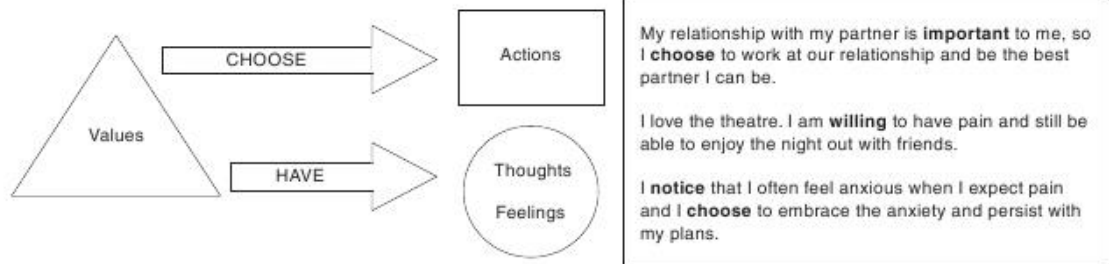 Values
CHOOSE
Actions
HAVE
Thoughts
Feelings
My relationship with my partner is important to me, so
I choose to work at our relationship and be the best
partner I can be.
I love the theatre. I am willing to have pain and still be
able to enjoy the night out with friends.
I notice that I often feel anxious when I expect pain
and I choose to embrace the anxiety and persist with
my plans.